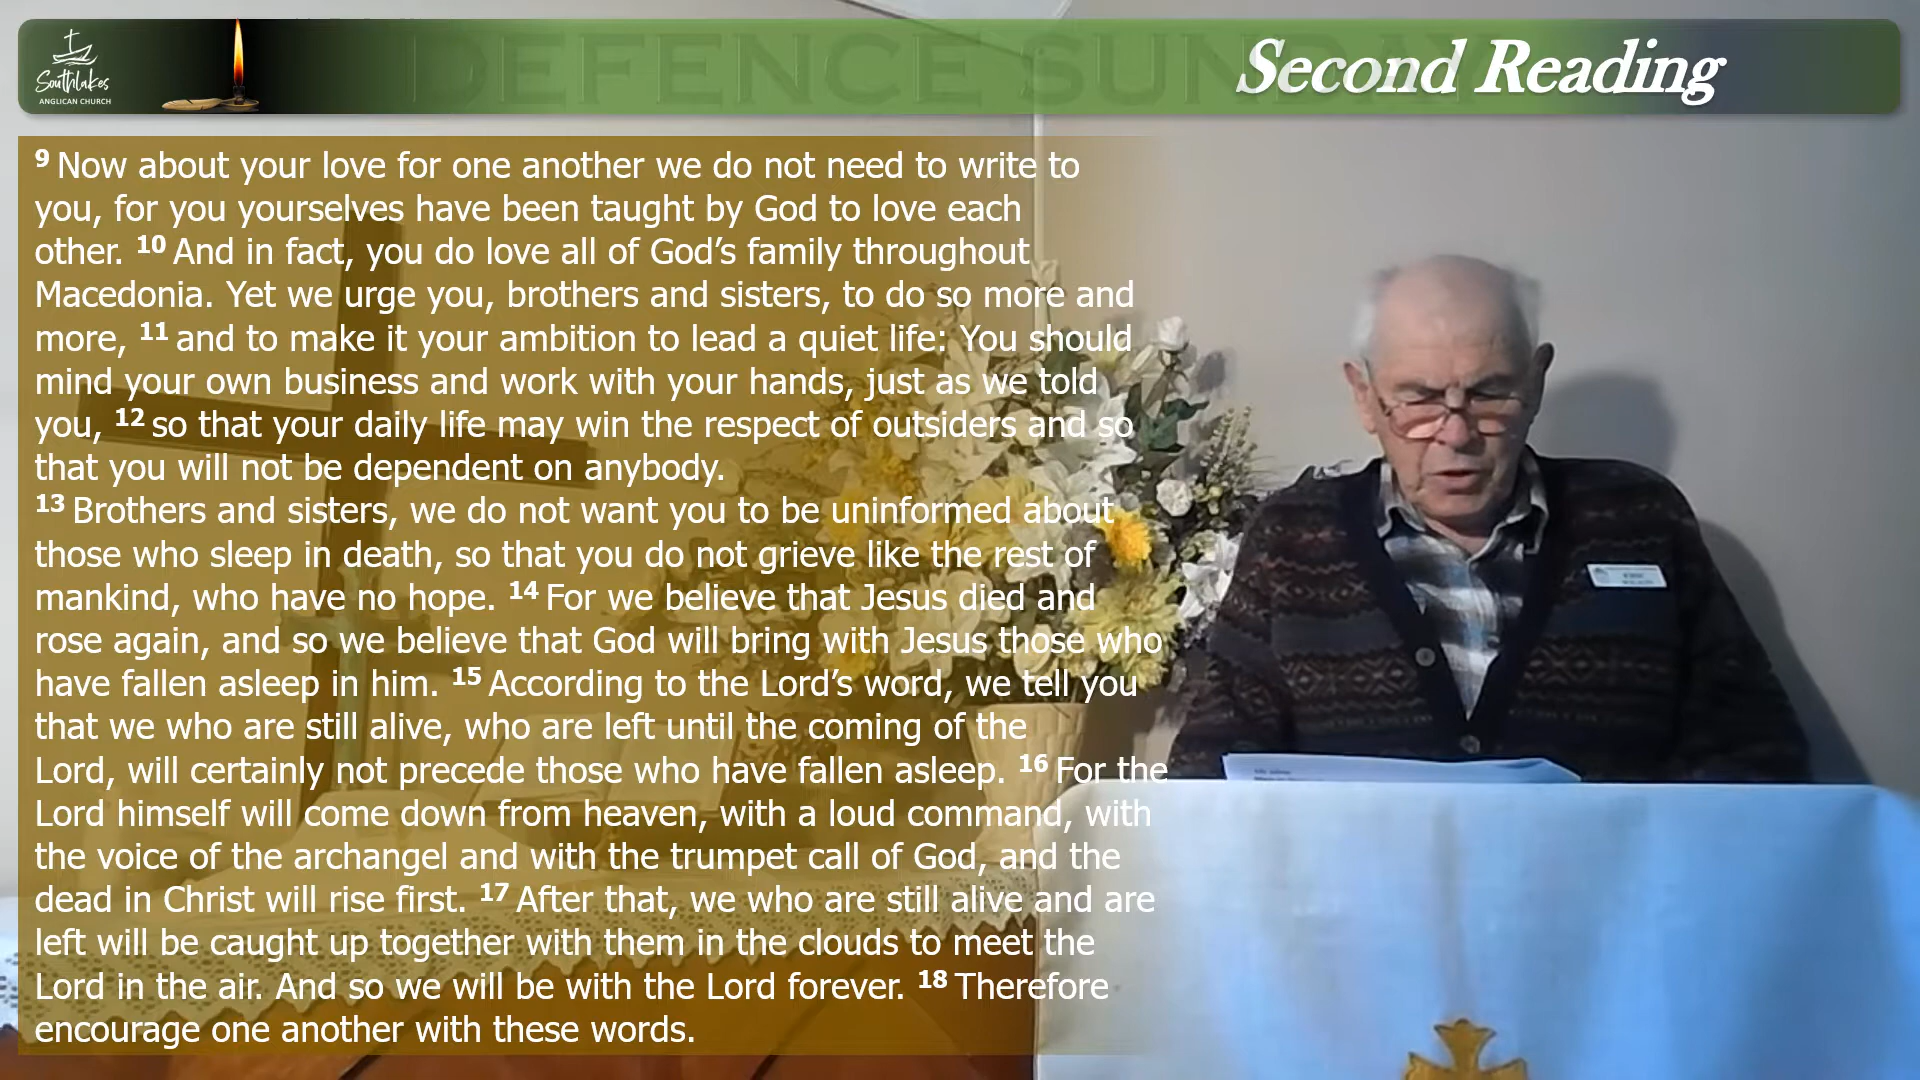 Southlakes
ANGLICAN CHURCH
DEFENCE SUNDAY
Second Reading
9 Now about your love for one another we do not need to write to
you, for you yourselves have been taught by God to love each
other. 10 And in fact, you do love all of God’s family throughout
Macedonia. Yet we urge you, brothers and sisters, to do so more and
more, 11 and to make it your ambition to lead a quiet life: You should
mind your own business and work with your hands, just as we told
you, 12 so that your daily life may win the respect of outsiders and so
that you will not be dependent on anybody.
13 Brothers and sisters, we do not want you to be uninformed about
those who sleep in death, so that you do not grieve like the rest of
mankind, who have no hope. 14 For we believe that Jesus died and
rose again, and so we believe that God will bring with Jesus those who
have fallen asleep in him. 15 According to the Lord’s word, we tell you
that we who are still alive, who are left until the coming of the
Lord, will certainly not precede those who have fallen asleep. 16 For the
Lord himself will come down from heaven, with a loud command, with
the voice of the archangel and with the trumpet call of God, and the
dead in Christ will rise first. 17 After that, we who are still alive and are
left will be caught up together with them in the clouds to meet the
Lord in the air. And so we will be with the Lord forever. 18 Therefore
encourage one another with these words.